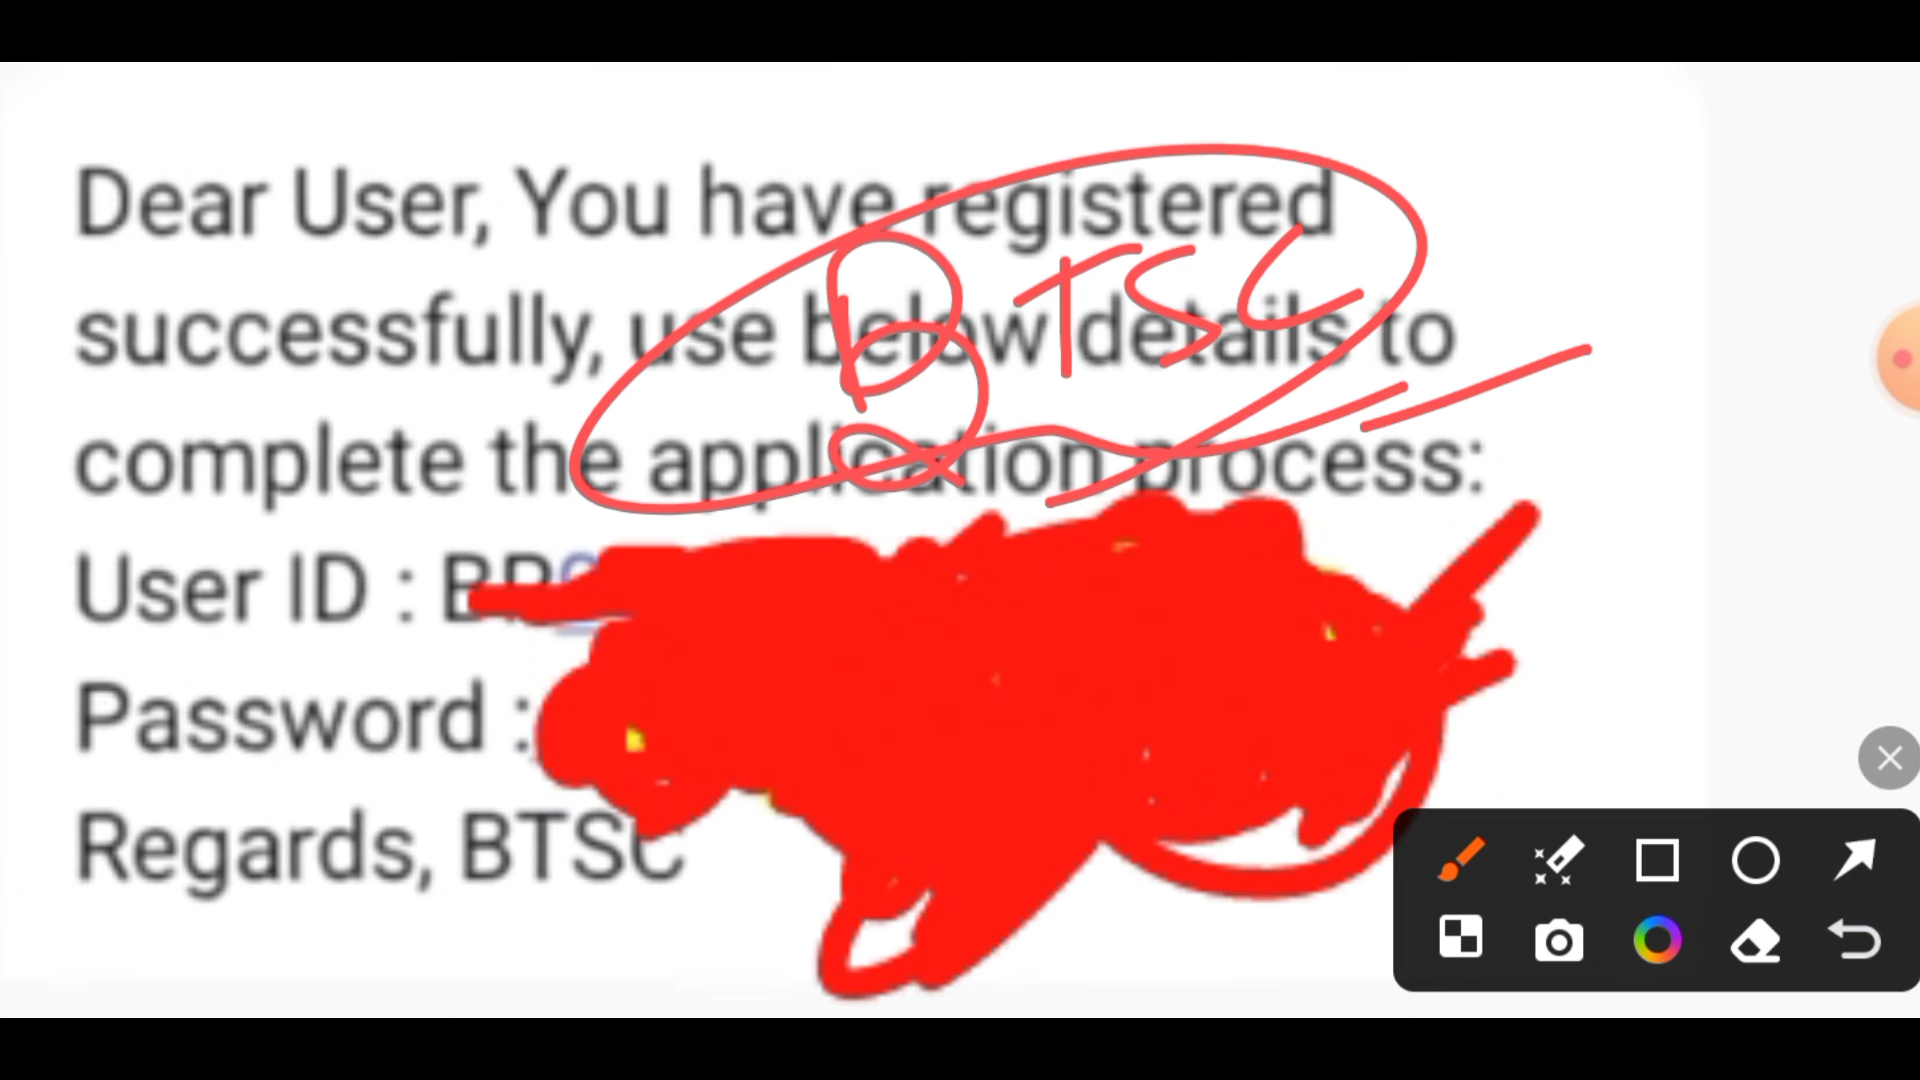 Dear User, You have registered
successfully, use below details to
complete the application process:
BTSC
User ID :
Password :
Regards, BTSC